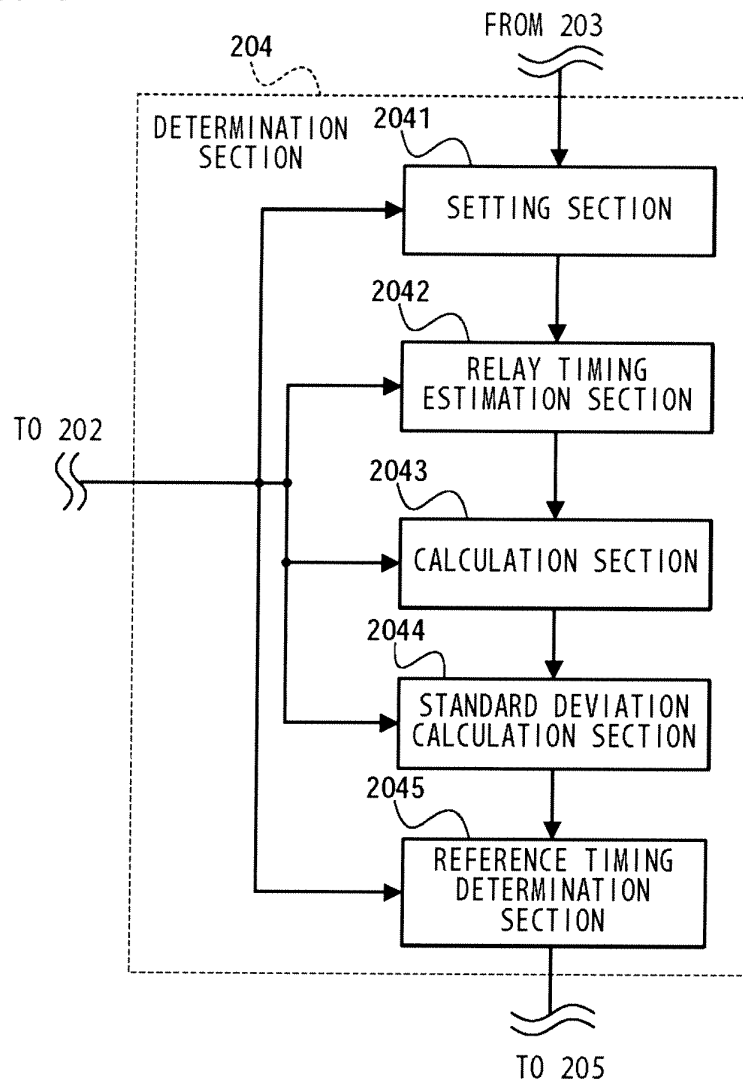 FROM 203
204
DETERMINATION
SECTION
2041
SETTING SECTION
2042
RELAY TIMING
ESTIMATION SECTION
TO 202
2043
CALCULATION SECTION
2044
STANDARD DEVIATION
CALCULATION SECTION
2045
REFERENCE TIMING
DETERMINATION
SECTION
TO 205